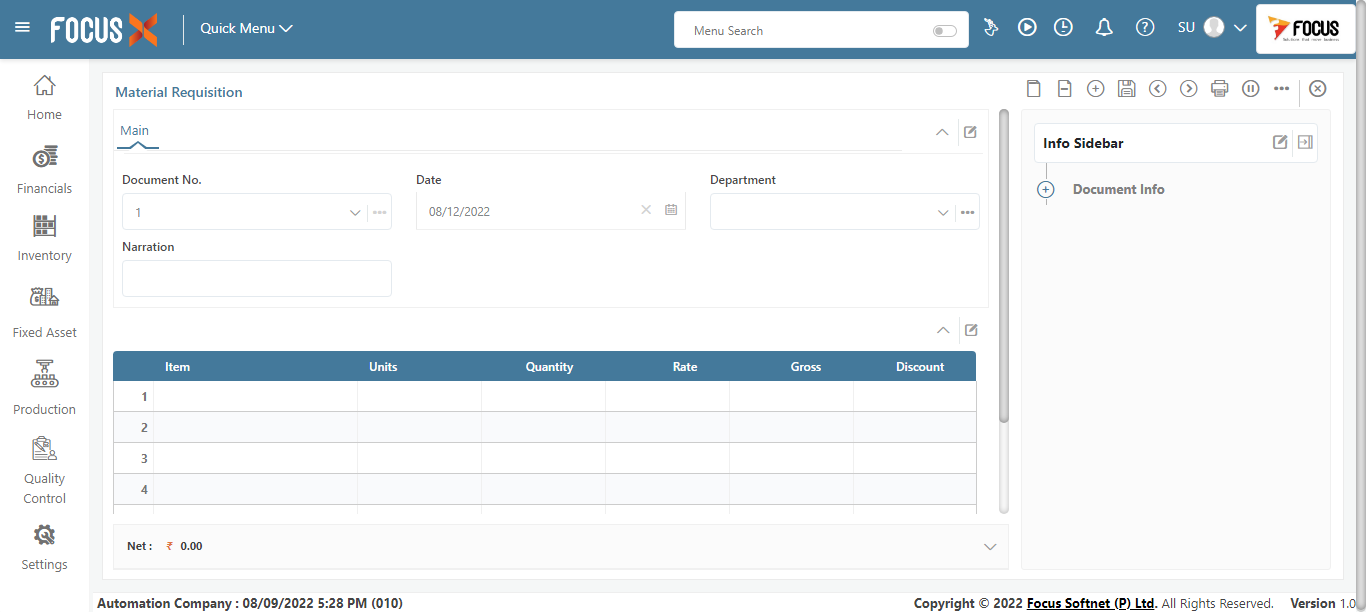 FOCUS X
Quick Menu
Menu Search
SU
FOCUS
Home
Financials
Inventory
Fixed Asset
Production
Quality
Control
Settings
Material Requisition
Main
Document No.
Date
Department
1
08/12/2022
Narration
Item Units Quantity Rate Gross Discount
1
2
3
4
Net : ₹ 0.00
Info Sidebar
Document Info
Automation Company : 08/09/2022 5:28 PM (010)
Copyright © 2022 Focus Softnet (P) Ltd. All Rights Reserved. Version 1.0